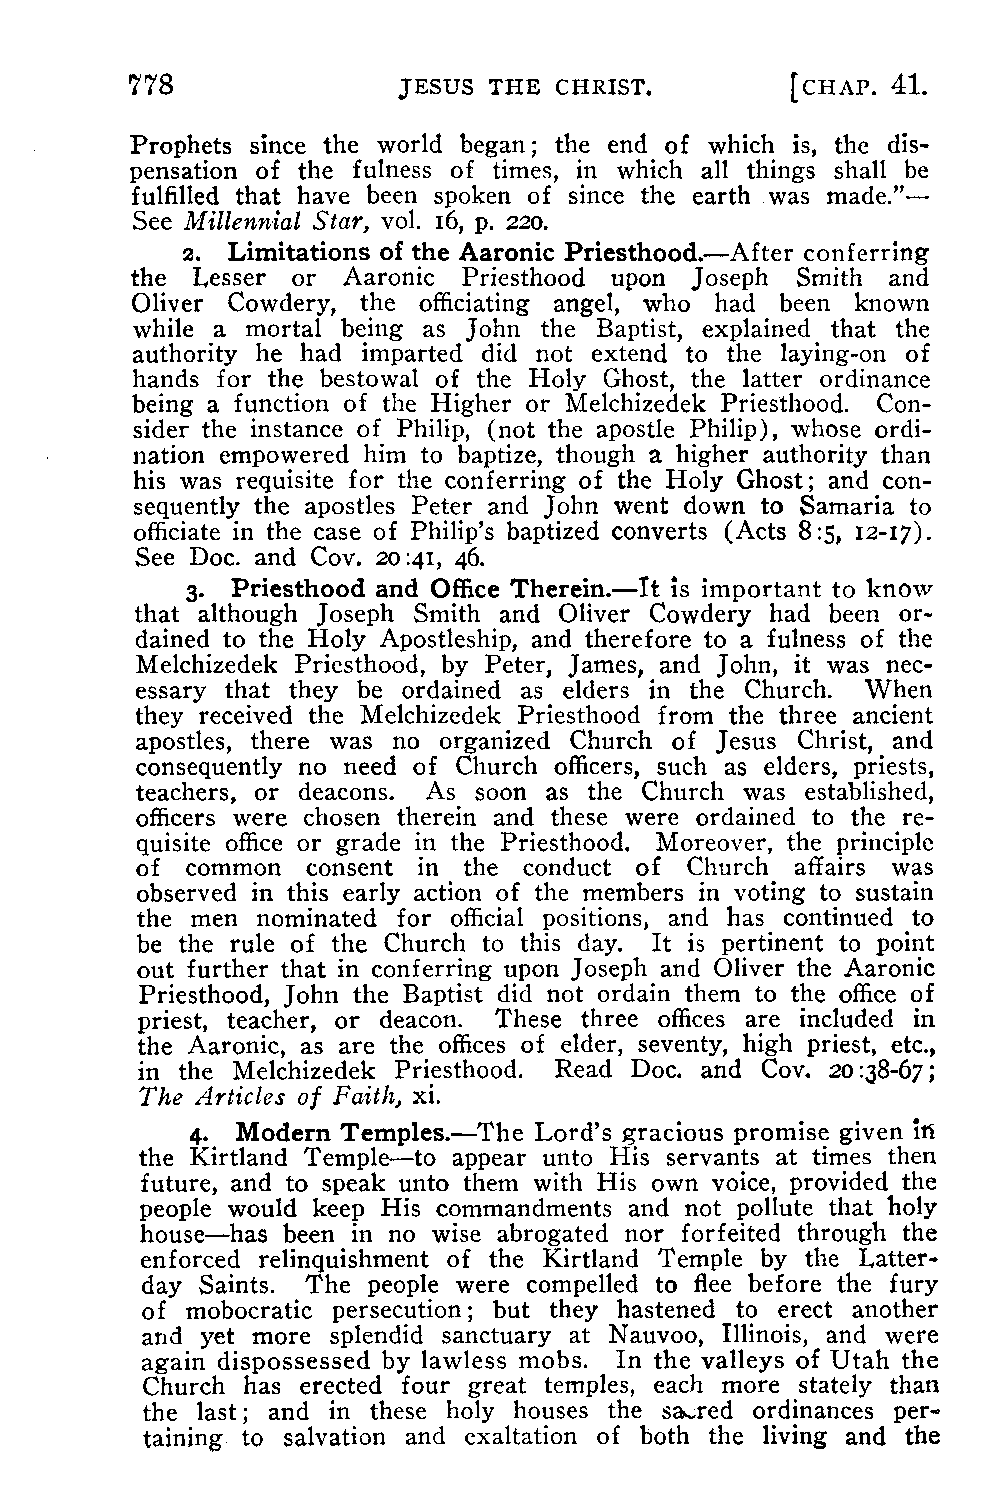 778 JESUS THE CHRIST. [CHAP. 41.
Prophets since the world began; the end of which is, the dis-
pensation of the fulness of times, in which all things shall be
fulfilled that have been spoken of since the earth was made."—
See Millennial Star, vol. 16, p. 220.
2. Limitations of the Aaronic Priesthood.—After conferring
the Lesser or Aaronic Priesthood upon Joseph Smith and
Oliver Cowdery, the officiating angel, who had been known
while a mortal being as John the Baptist, explained that the
authority he had imparted did not extend to the laying-on of
hands for the bestowal of the Holy Ghost, the latter ordinance
being a function of the Higher or Melchizedek Priesthood. Con-
sider the instance of Philip, (not the apostle Philip), whose ordi-
nation empowered him to baptize, though a higher authority than
his was requisite for the conferring of the Holy Ghost; and con-
sequently the apostles Peter and John went down to Samaria to
officiate in the case of Philip's baptized converts (Acts 8:5, 12-17).
See Doc. and Cov. 20:41, 46.
3. Priesthood and Office Therein.—It is important to know
that although Joseph Smith and Oliver Cowdery had been or-
dained to the Holy Apostleship, and therefore to a fulness of the
Melchizedek Priesthood, by Peter, James, and John, it was nec-
essary that they be ordained as elders in the Church. When
they received the Melchizedek Priesthood from the three ancient
apostles, there was no organized Church of Jesus Christ, and
consequently no need of Church officers, such as elders, priests,
teachers, or deacons. As soon as the Church was established,
officers were chosen therein and these were ordained to the re-
quisite office or grade in the Priesthood. Moreover, the principle
of common consent in the conduct of Church affairs was
observed in this early action of the members in voting to sustain
the men nominated for official positions, and has continued to
be the rule of the Church to this day. It is pertinent to point
out further that in conferring upon Joseph and Oliver the Aaronic
Priesthood, John the Baptist did not ordain them to the office of
priest, teacher, or deacon. These three offices are included in
the Aaronic, as are the offices of elder, seventy, high priest, etc.,
in the Melchizedek Priesthood. Read Doc. and Cov. 20:38-67;
The Articles of Faith, xi.
4. Modern Temples.—The Lord's gracious promise given in
the Kirtland Temple—to appear unto His servants at times then
future, and to speak unto them with His own voice, provided the
people would keep His commandments and not pollute that holy
house—has been in no wise abrogated nor forfeited through the
enforced relinquishment of the Kirtland Temple by the Latter-
day Saints. The people were compelled to flee before the fury
of mobocratic persecution; but they hastened to erect another
and yet more splendid sanctuary at Nauvoo, Illinois, and were
again dispossessed by lawless mobs. In the valleys of Utah the
Church has erected four great temples, each more stately than
the last; and in these holy houses the sacred ordinances per-
taining to salvation and exaltation of both the living and the